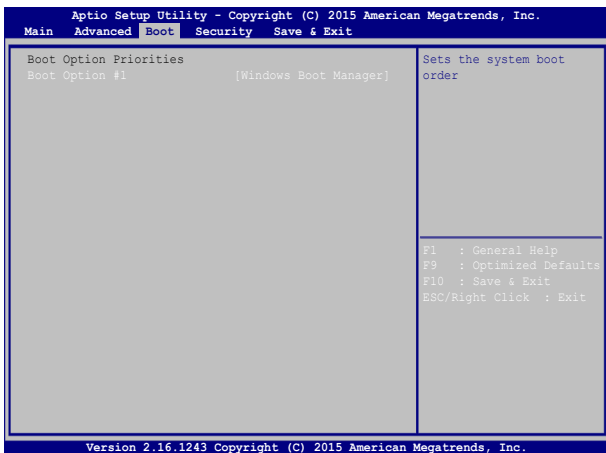 Aptio Setup Utility - Copyright (C) 2015 American Megatrends, Inc.
Main Advanced Boot Security Save & Exit
Boot Option Priorities
Boot Option #1 [Windows Boot Manager]
Sets the system boot
order
F1 : General Help
F9 : Optimized Defaults
F10 : Save & Exit
ESC/Right Click : Exit
Version 2.16.1243 Copyright (C) 2015 American Megatrends, Inc.